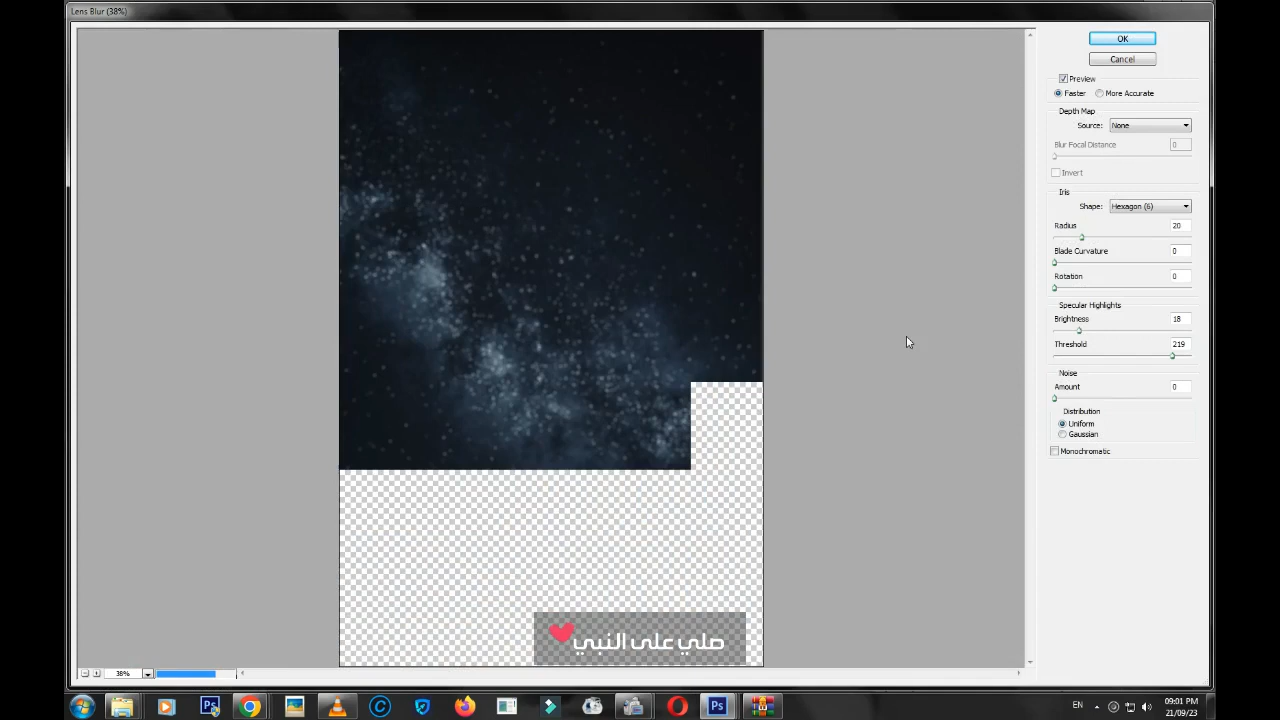 Lens Blur (38%)
OK
Cancel
Preview
Faster
More Accurate
Depth Map
Source: None
Blur Focal Distance 0
Invert
Iris
Shape: Hexagon (6)
Radius 20
Blade Curvature 0
Rotation 0
Specular Highlights
Brightness 18
Threshold 219
Noise
Amount 0
Distribution
Uniform
Gaussian
Monochromatic
صلي على النبي
38%
Ps
Ps
EN
09:01 PM
21/09/23